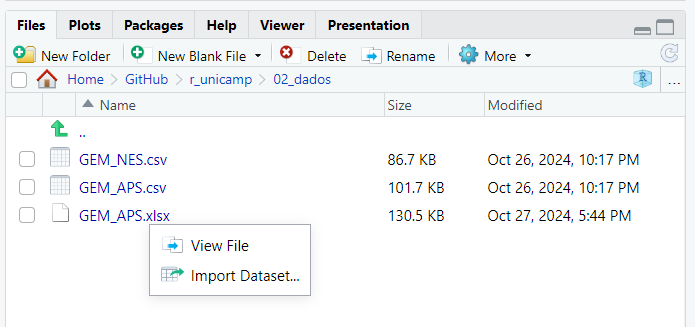 Files Plots Packages Help Viewer Presentation
New Folder New Blank File Delete Rename More
Home GitHub r_unicamp 02_dados R ...
Name Size Modified
..
GEM_NES.csv 86.7 KB Oct 26, 2024, 10:17 PM
GEM_APS.csv 101.7 KB Oct 26, 2024, 10:17 PM
GEM_APS.xlsx 130.5 KB Oct 27, 2024, 5:44 PM
View File
Import Dataset...